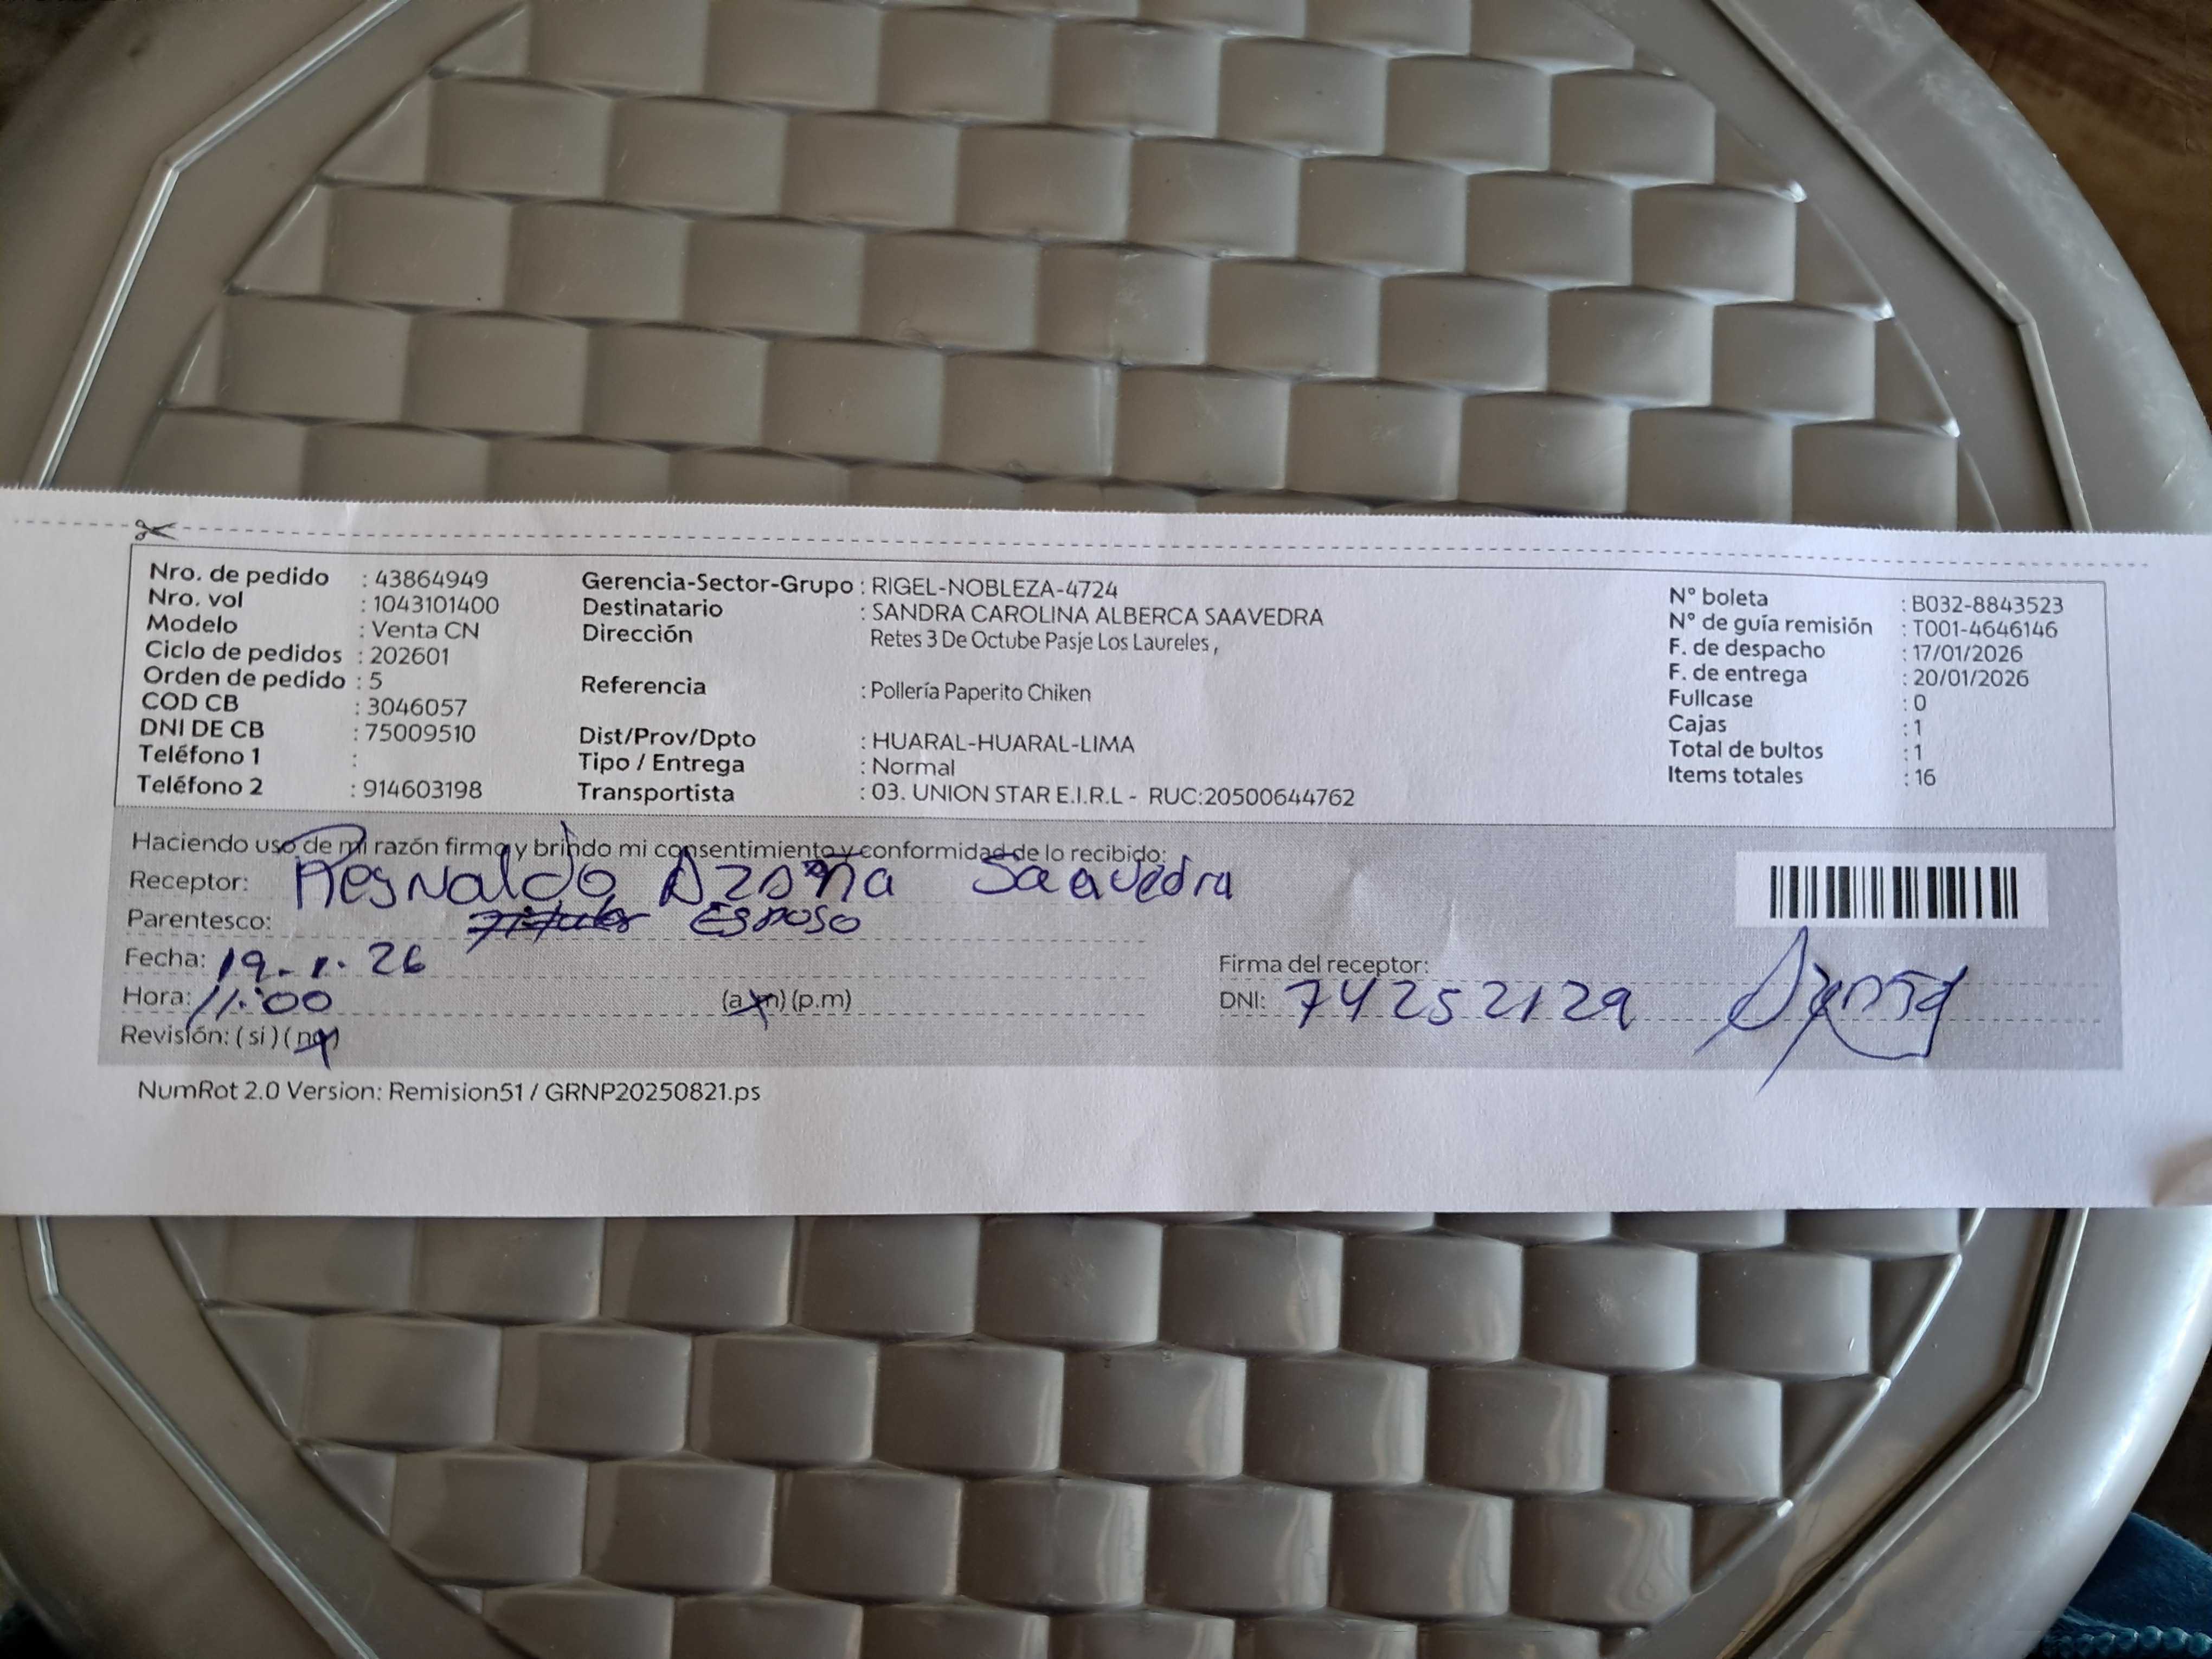 Nro. de pedido : 43864949
Nro. vol : 1043101400
Modelo : Venta CN
Ciclo de pedidos : 202601
Orden de pedido : 5
COD CB : 3046057
DNI DE CB : 75009510
Teléfono 1 :
Teléfono 2 : 914603198
Gerencia-Sector-Grupo : RIGEL-NOBLEZA-4724
Destinatario : SANDRA CAROLINA ALBERCA SAAVEDRA
Dirección Retes 3 De Octube Pasje Los Laureles ,
Referencia : Pollería Paperito Chiken
Dist/Prov/Dpto : HUARAL-HUARAL-LIMA
Tipo / Entrega : Normal
Transportista : 03. UNION STAR E.I.R.L - RUC:20500644762
N° boleta : B032-8843523
N° de guía remisión : T001-4646146
F. de despacho : 17/01/2026
F. de entrega : 20/01/2026
Fullcase : 0
Cajas : 1
Total de bultos : 1
Items totales : 16
Haciendo uso de mi razón firmo y brindo mi consentimiento y conformidad de lo recibido:
Receptor: Reynaldo Azaña Saavedra
Parentesco: Esposo
Fecha: 19.1.26
Hora: 11:00 (a.m) (p.m)
Revisión: ( si ) ( no )
Firma del receptor:
DNI: 74252129
NumRot 2.0 Version: Remision51 / GRNP20250821.ps